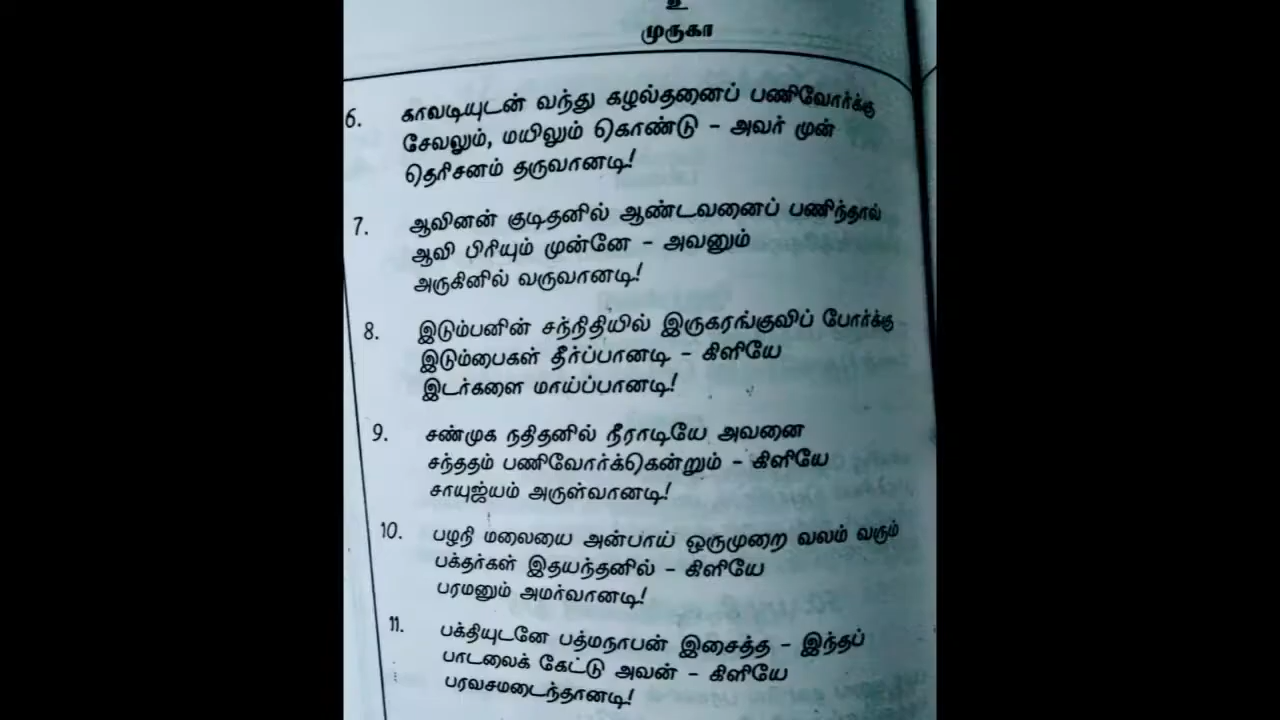 உ
முருகா
6. காவடியுடன் வந்து கழல்தனைப் பணிவோர்க்கு
சேவலும், மயிலும் கொண்டு – அவர் முன்
தெரிசனம் தருவானடி!
7. ஆவினன் குடிதனில் ஆண்டவனைப் பணிந்தால்
ஆவி பிரியும் முன்னே – அவனும்
அருகினில் வருவானடி!
8. இடும்பனின் சந்நிதியில் இருகரங்குவிப் போர்க்கு
இடும்பைகள் தீர்ப்பானடி – கிளியே
இடர்களை மாய்ப்பானடி!
9. சண்முக நதிதனில் நீராடியே அவனை
சந்ததம் பணிவோர்க்கென்றும் – கிளியே
சாயுஜ்யம் அருள்வானடி!
10. பழநி மலையை அன்பாய் ஒருமுறை வலம் வரும்
பக்தர்கள் இதயந்தனில் – கிளியே
பரமனும் அமர்வானடி!
11. பக்தியுடனே பத்மநாபன் இசைத்த – இந்தப்
பாடலைக் கேட்டு அவன் – கிளியே
பரவசமடைந்தானடி!